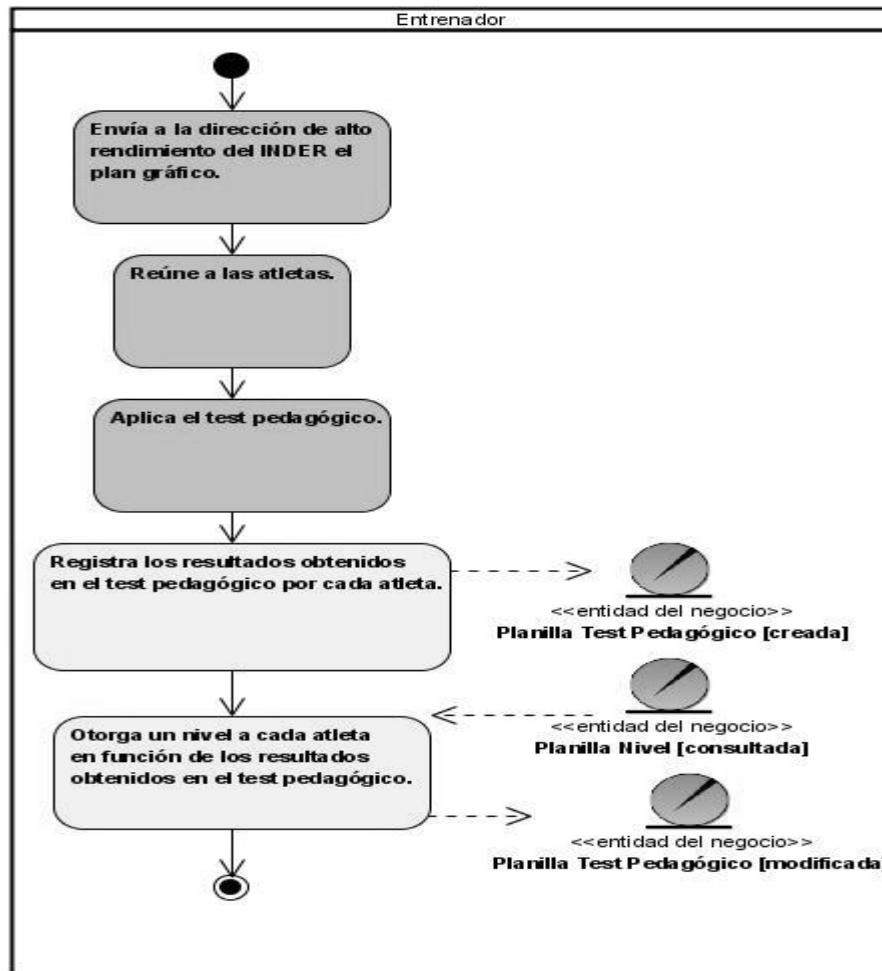 Entrenador
Envía a la dirección de alto
rendimiento del INDER el
plan gráfico.
Reúne a las atletas.
Aplica el test pedagógico.
Registra los resultados obtenidos
en el test pedagógico por cada atleta.
<<entidad del negocio>>
Planilla Test Pedagógico [creada]
<<entidad del negocio>>
Planilla Nivel [consultada]
Otorga un nivel a cada atleta
en función de los resultados
obtenidos en el test pedagógico.
<<entidad del negocio>>
Planilla Test Pedagógico [modificada]